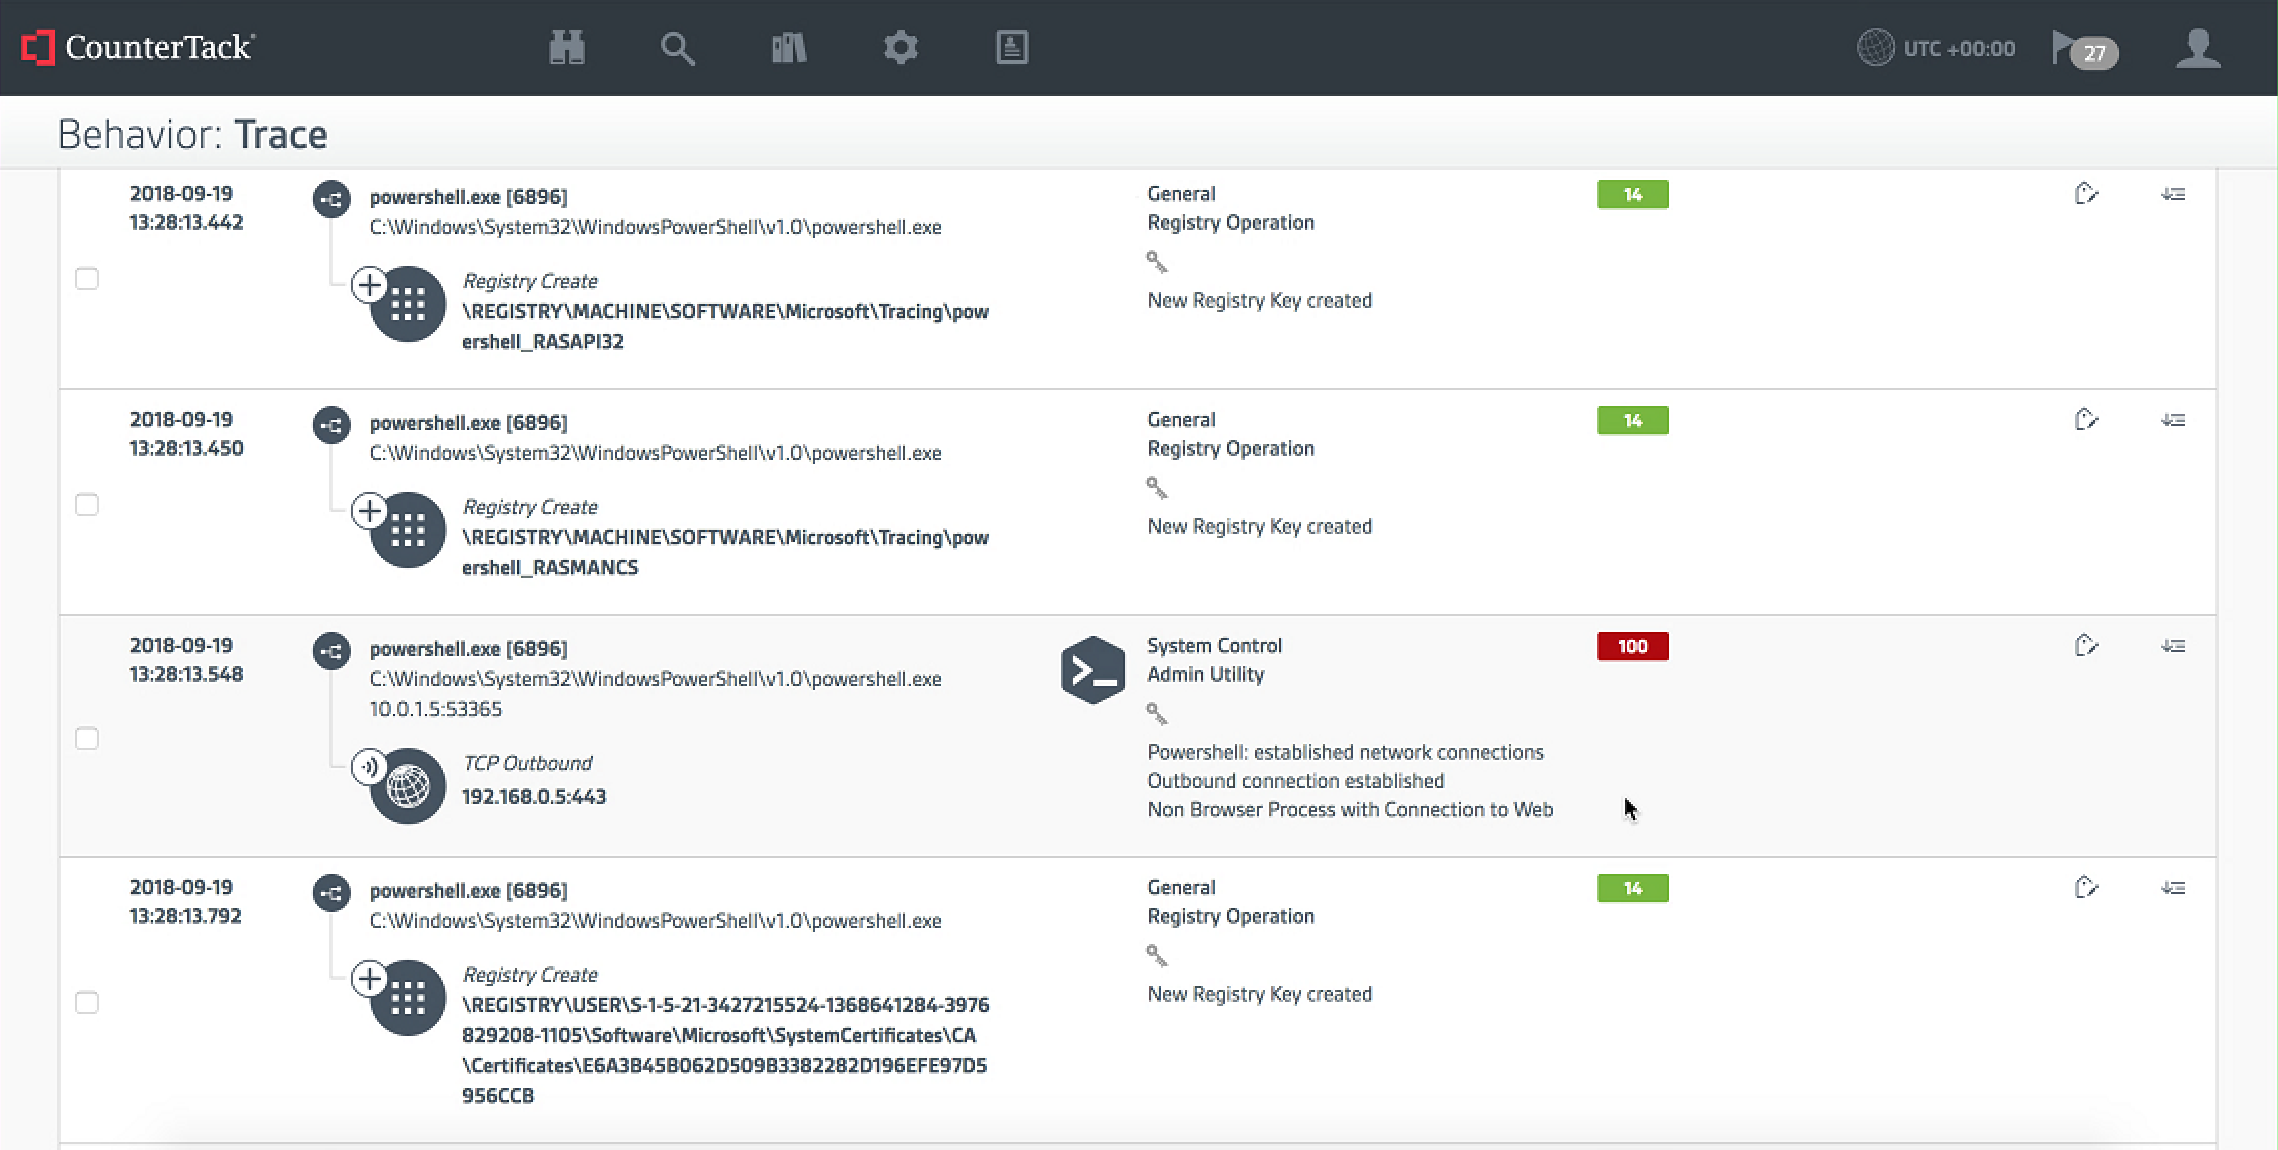 CounterTack
UTC +00:00
27
Behavior: Trace
2018-09-19
13:28:13.442
powershell.exe [6896]
C:\Windows\System32\WindowsPowerShell\v1.0\powershell.exe
Registry Create
\REGISTRY\MACHINE\SOFTWARE\Microsoft\Tracing\pow
ershell_RASAPI32
General
Registry Operation
New Registry Key created
14
2018-09-19
13:28:13.450
powershell.exe [6896]
C:\Windows\System32\WindowsPowerShell\v1.0\powershell.exe
Registry Create
\REGISTRY\MACHINE\SOFTWARE\Microsoft\Tracing\pow
ershell_RASMANCS
General
Registry Operation
New Registry Key created
14
2018-09-19
13:28:13.548
powershell.exe [6896]
C:\Windows\System32\WindowsPowerShell\v1.0\powershell.exe
10.0.1.5:53365
TCP Outbound
192.168.0.5:443
System Control
Admin Utility
Powershell: established network connections
Outbound connection established
Non Browser Process with Connection to Web
100
2018-09-19
13:28:13.792
powershell.exe [6896]
C:\Windows\System32\WindowsPowerShell\v1.0\powershell.exe
Registry Create
\REGISTRY\USER\S-1-5-21-3427215524-1368641284-3976
829208-1105\Software\Microsoft\SystemCertificates\CA
\Certificates\E6A3B45B062D509B3382282D196EFE97D5
956CCB
General
Registry Operation
New Registry Key created
14